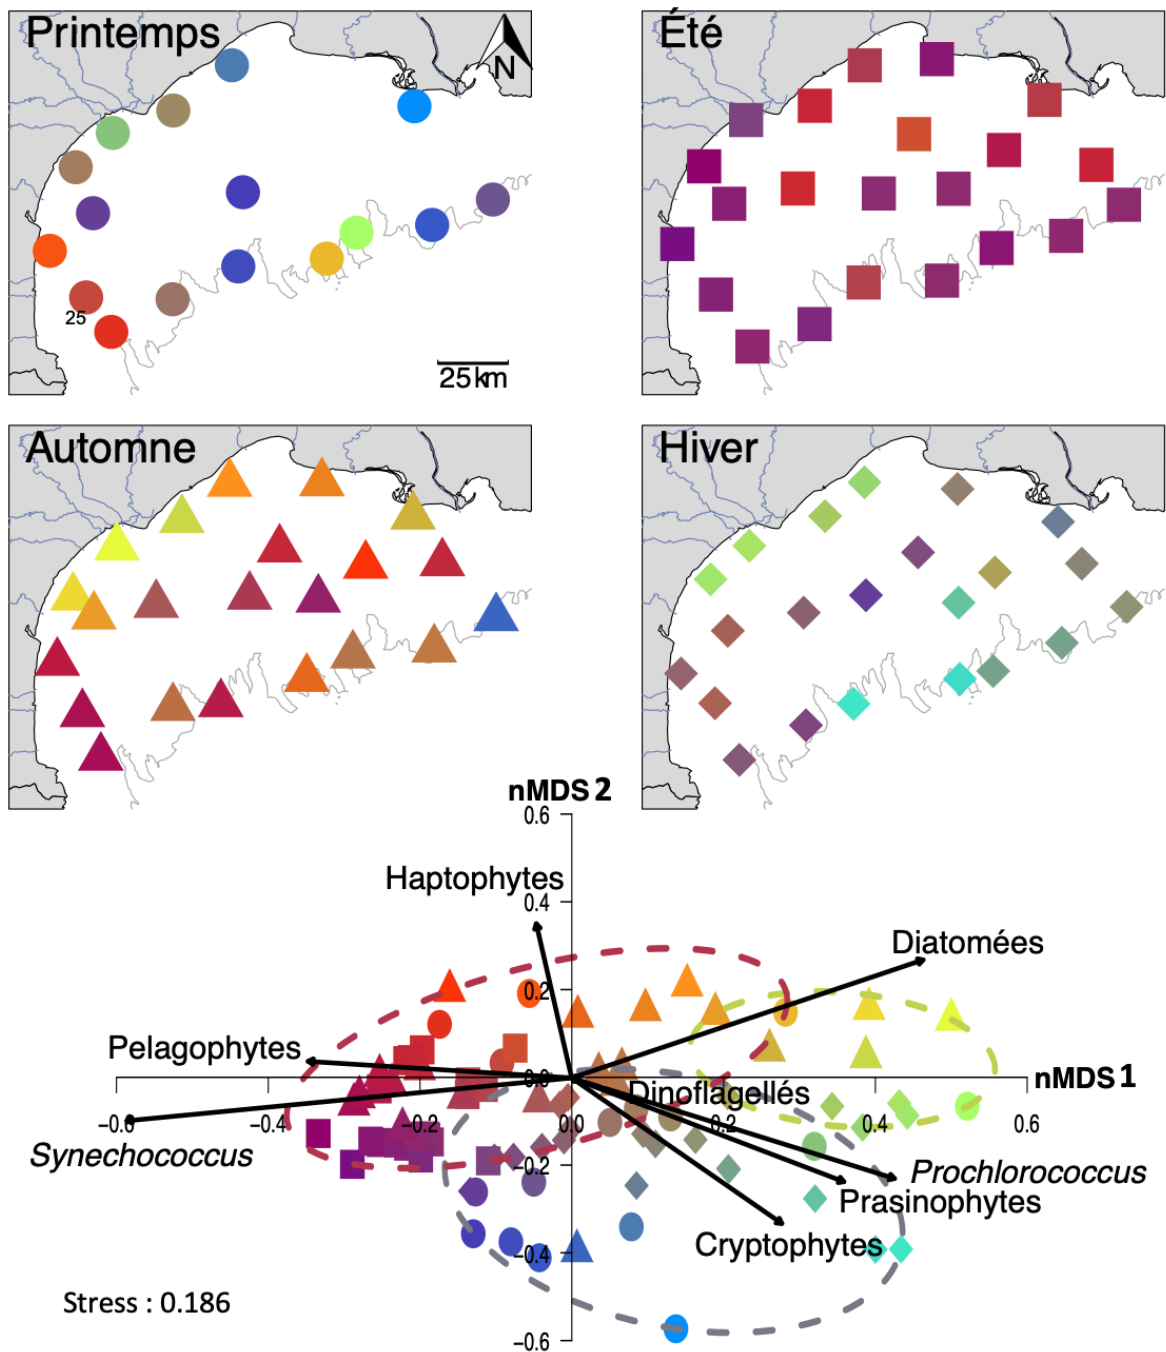 Printemps
N
25
25 km
Été
Automne
Hiver
nMDS 2
0.6
Haptophytes
0.4
Diatomées
0.2
Pelagophytes
0.0
nMDS 1
Dinoflagellés
−0.6
−0.4
−0.2
0.0
0.2
0.4
0.6
Synechococcus
−0.2
Prochlorococcus
Prasinophytes
Cryptophytes
−0.4
Stress : 0.186
−0.6